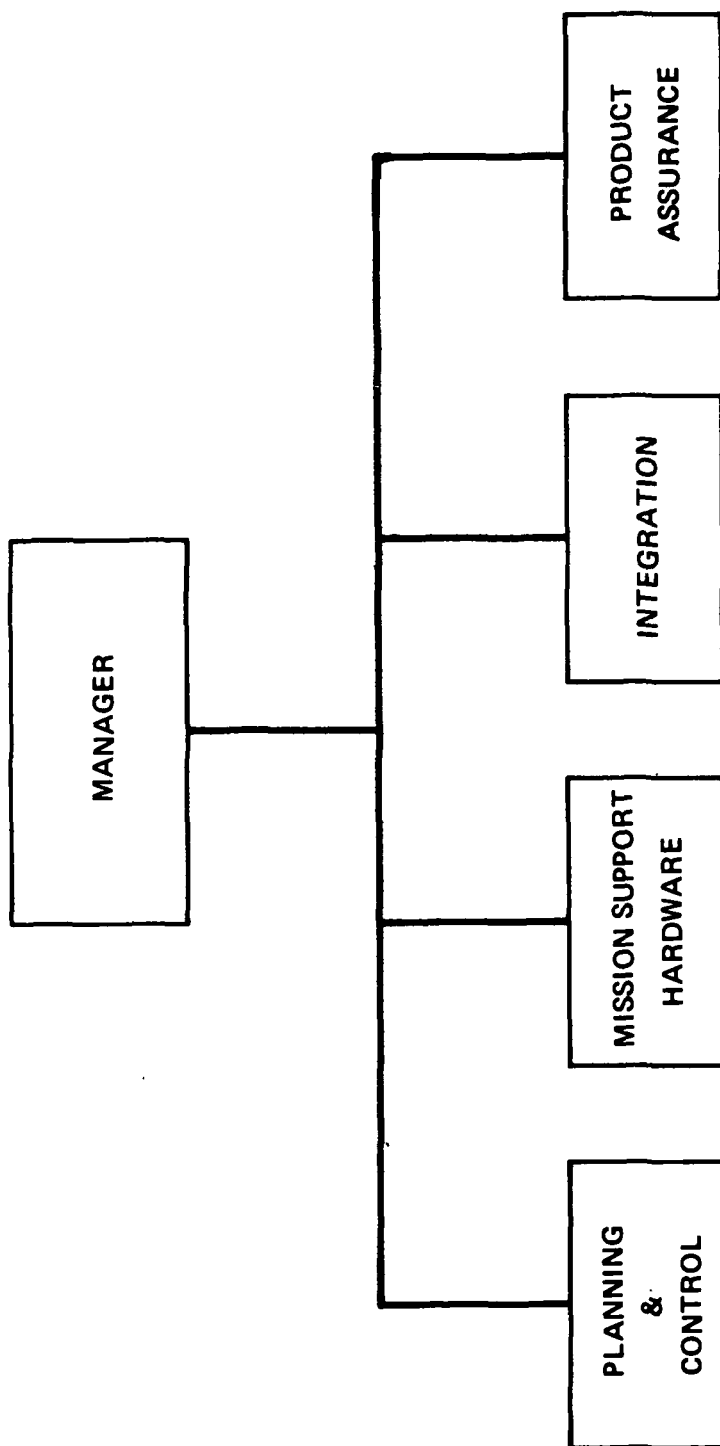 MANAGER
PLANNING
&
CONTROL
MISSION SUPPORT
HARDWARE
INTEGRATION
PRODUCT
ASSURANCE